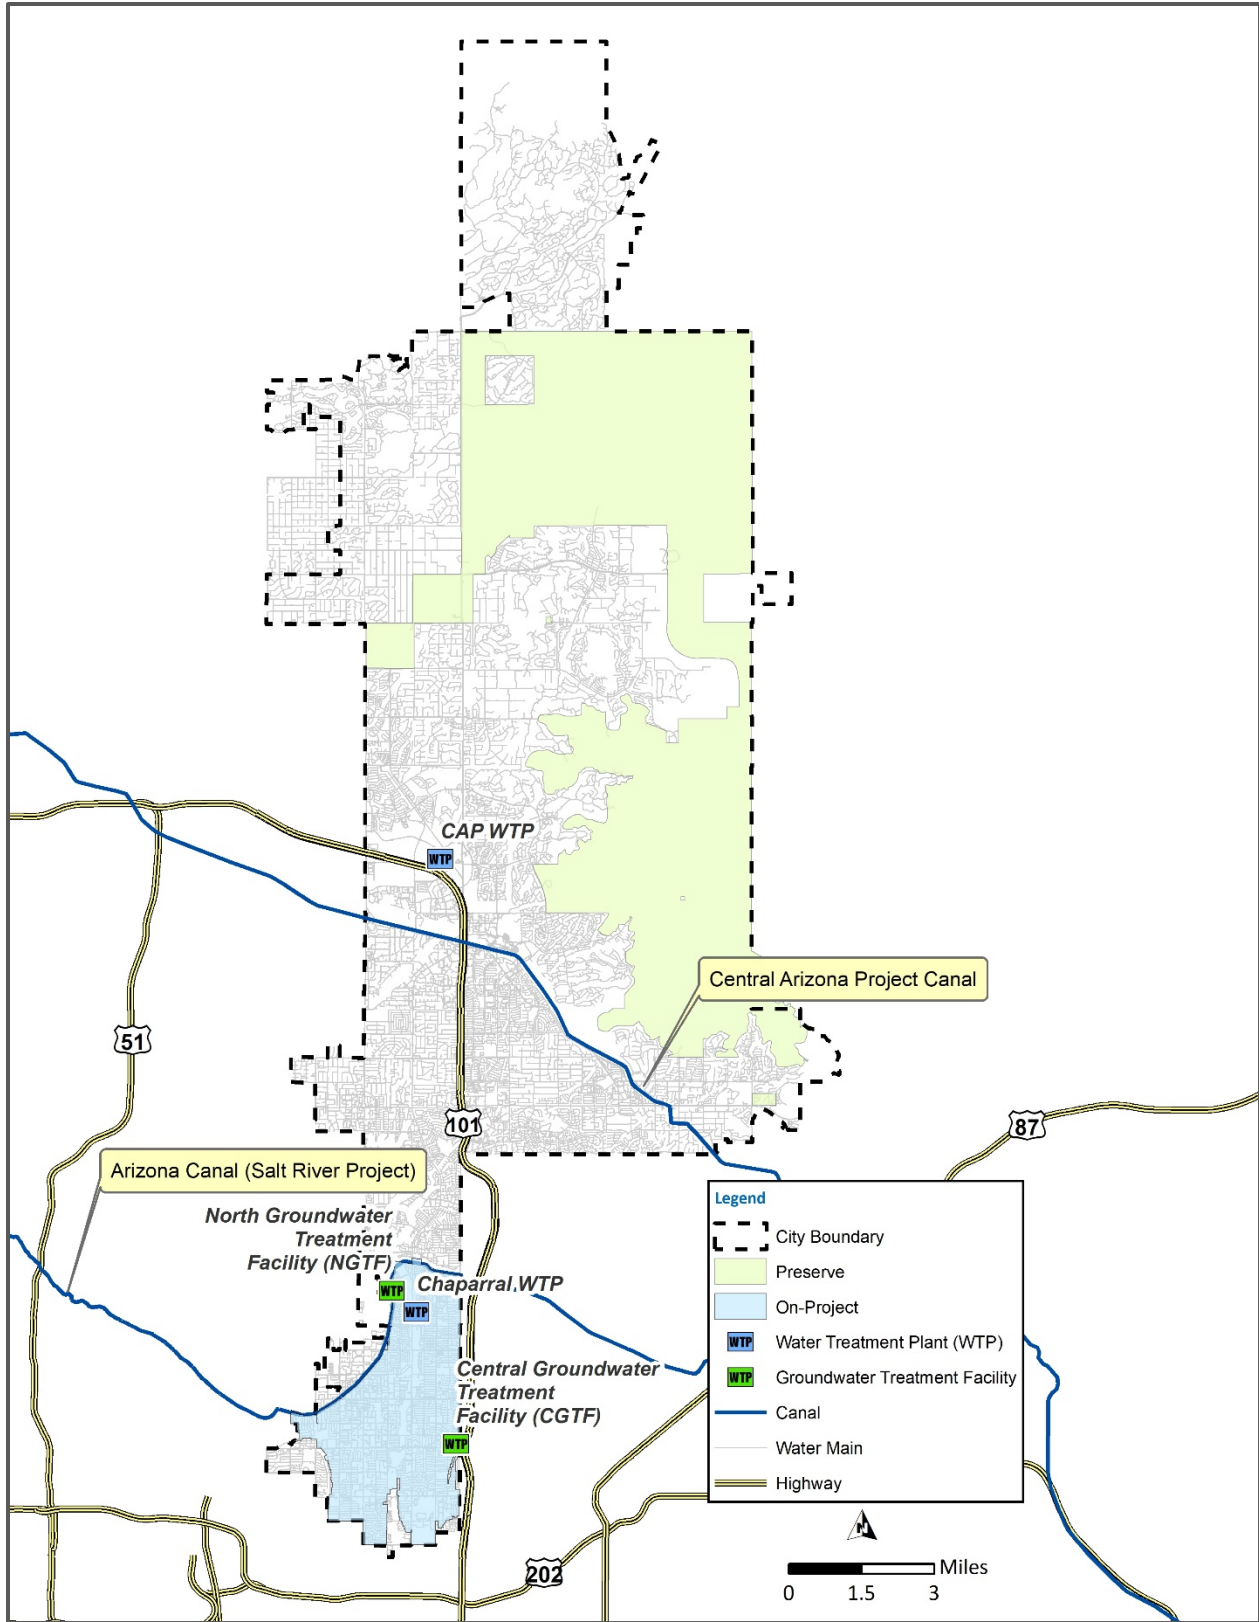 CAP WTP
WTP
Central Arizona Project Canal
51
101
87
Arizona Canal (Salt River Project)
North Groundwater
Treatment
Facility (NGTF)
WTP
Chaparral WTP
WTP
Central Groundwater
Treatment
Facility (CGTF)
WTP
202
Legend
City Boundary
Preserve
On-Project
WTP Water Treatment Plant (WTP)
WTP Groundwater Treatment Facility
Canal
Water Main
Highway
N
Miles
0 1.5 3